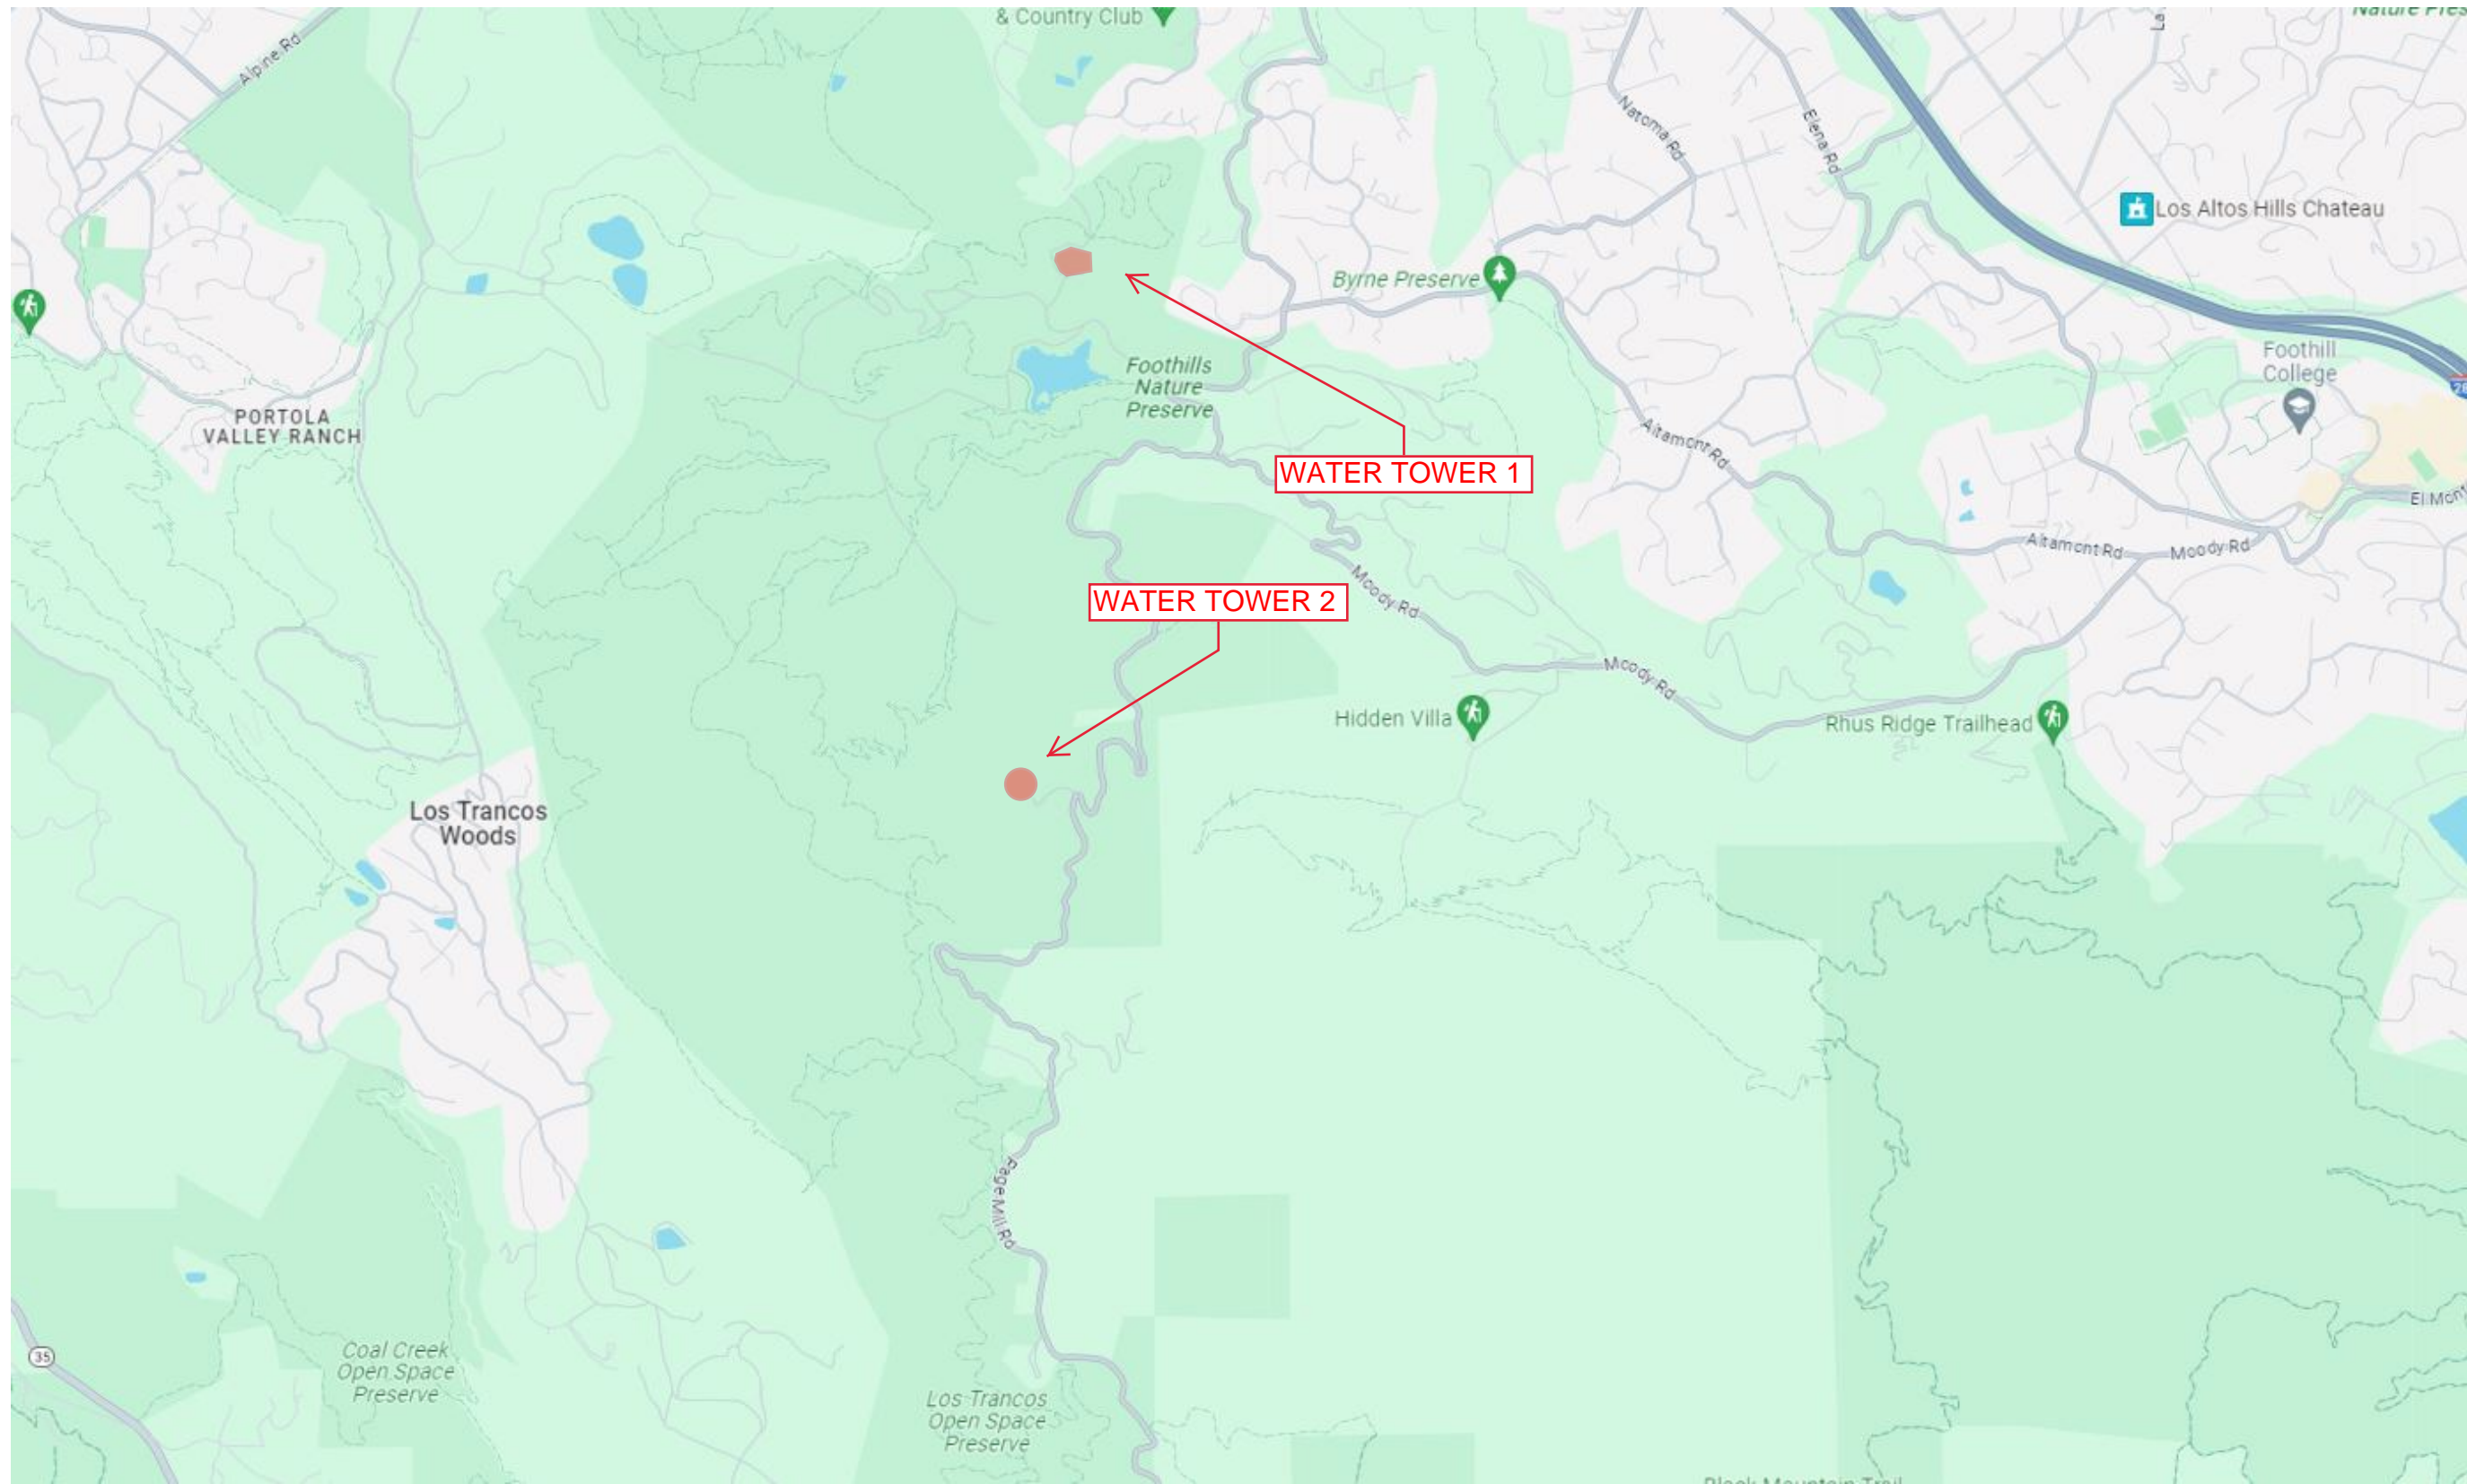 & Country Club
Alpine Rd
Natoma Rd
Elena Rd
Los Altos Hills Chateau
Byrne Preserve
Foothills
Nature
Preserve
Foothill
College
PORTOLA
VALLEY RANCH
Altamont Rd
WATER TOWER 1
WATER TOWER 2
Altamont Rd
Moody Rd
Moody Rd
Moody Rd
Hidden Villa
Rhus Ridge Trailhead
Los Trancos
Woods
Page Mill Rd
35
Coal Creek
Open Space
Preserve
Los Trancos
Open Space
Preserve